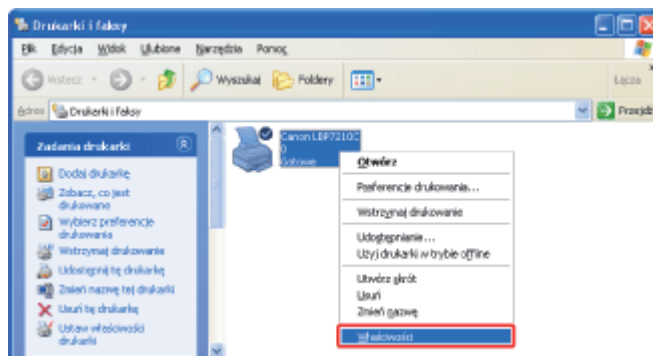 Drukarki i faksy
Plik Edycja Widok Ulubione Narzędzia Pomoc
Wstecz Wyszukaj Foldery Łącza
Adres Drukarki i faksy Przejdź
Zadania drukarki
Dodaj drukarkę
Zobacz, co jest
drukowane
Wybierz preferencje
drukowania
Wstrzymaj drukowanie
Udostępnij tę drukarkę
Zmień nazwę tej drukarki
Usuń tę drukarkę
Ustaw właściwości
drukarki
Canon LBP7210C
0
Gotowe
Otwórz
Preferencje drukowania...
Wstrzymaj drukowanie
Udostępnianie...
Użyj drukarki w trybie offline
Utwórz skrót
Usuń
Zmień nazwę
Właściwości